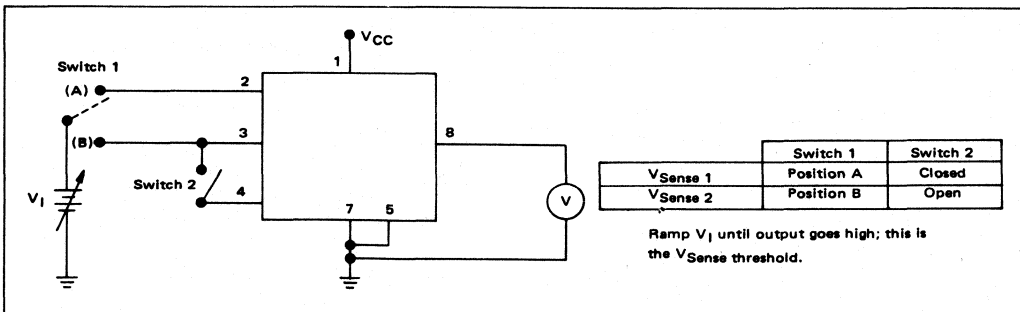 VCC
1
Switch 1
(A)
2
(B)
3
8
Switch 2
4
VI
7 5
V
Switch 1 Switch 2
VSense 1 Position A Closed
VSense 2 Position B Open
Ramp VI until output goes high; this is
the VSense threshold.